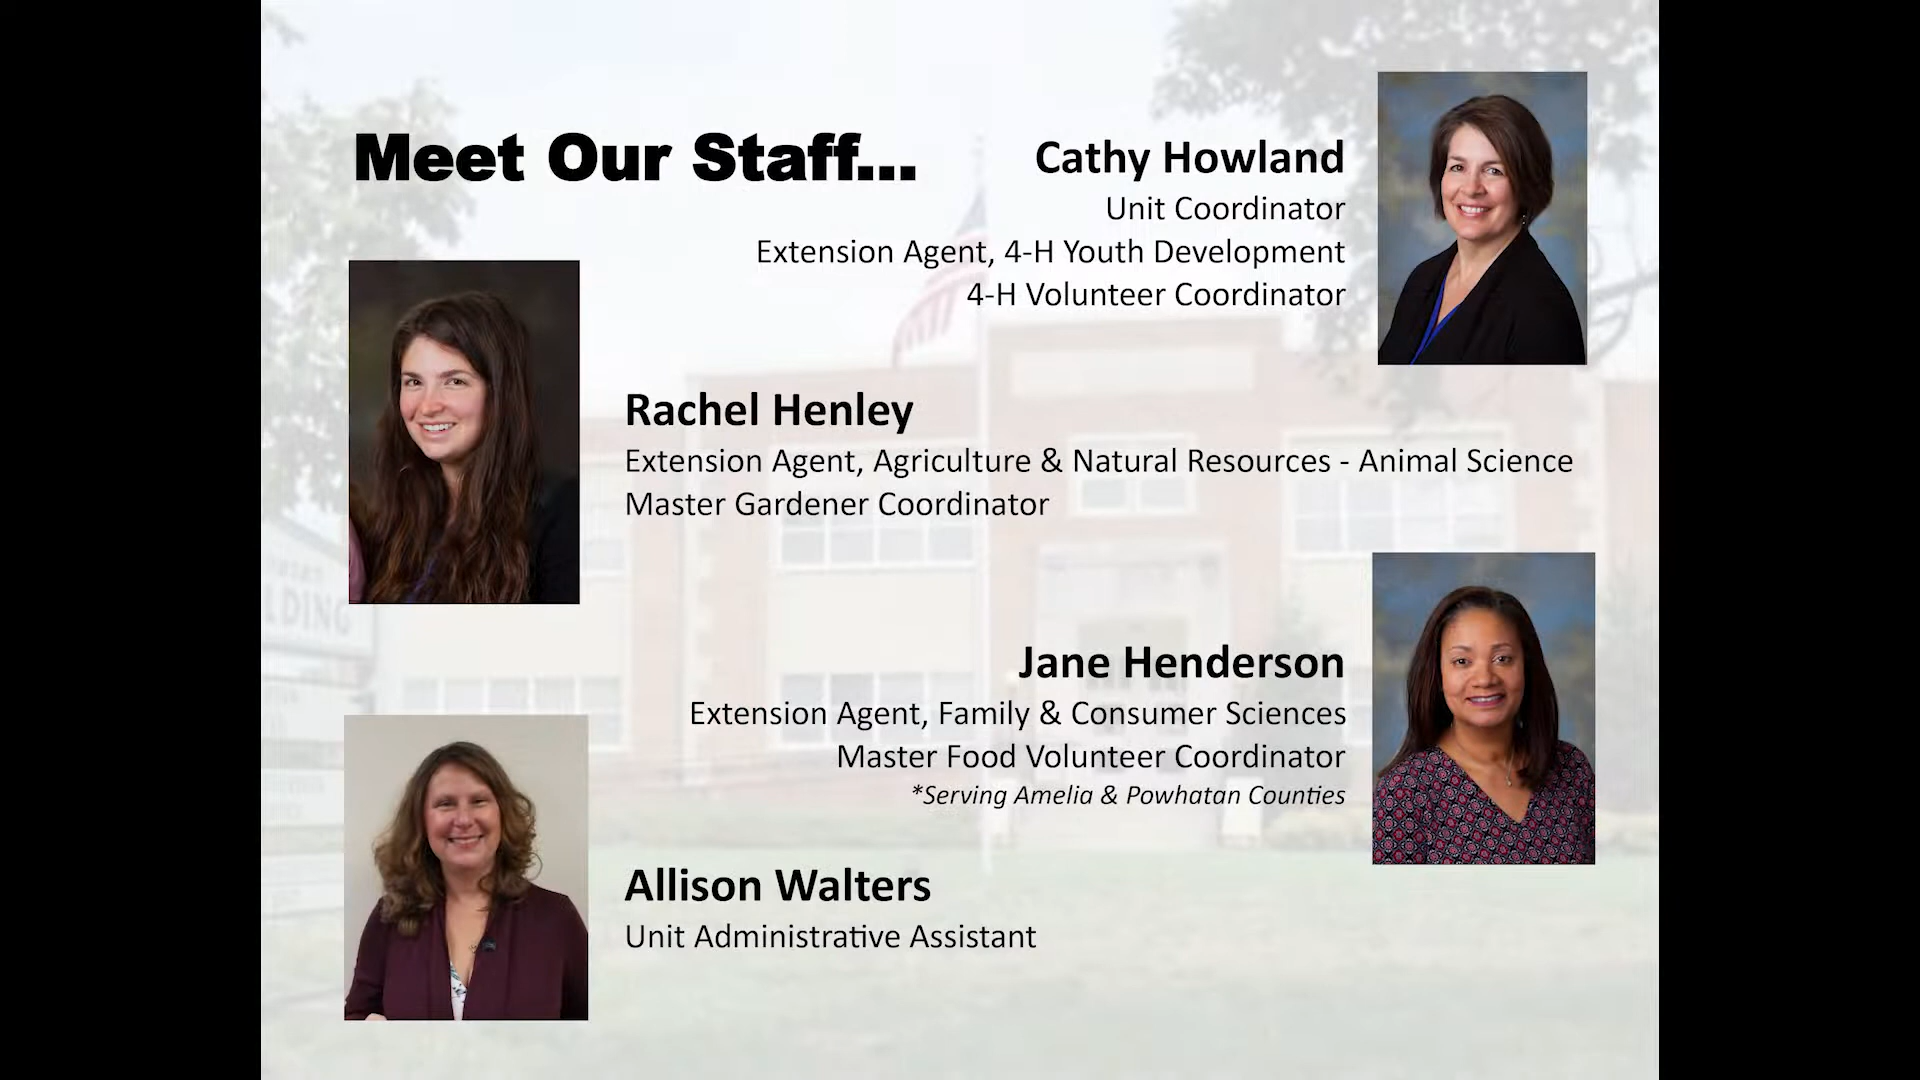 Meet Our Staff...
Cathy Howland
Unit Coordinator
Extension Agent, 4-H Youth Development
4-H Volunteer Coordinator
Rachel Henley
Extension Agent, Agriculture & Natural Resources - Animal Science
Master Gardener Coordinator
Jane Henderson
Extension Agent, Family & Consumer Sciences
Master Food Volunteer Coordinator
*Serving Amelia & Powhatan Counties
Allison Walters
Unit Administrative Assistant